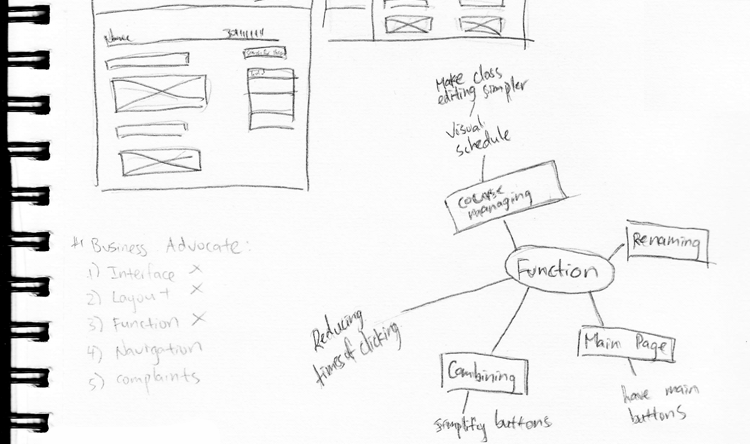 Name
Make class
editing simpler
Visual
schedule
course
managing
Renaming
Function
Reducing
times of clicking
Main Page
have main
buttons
Combining
simplify buttons
#1 Business Advocate:
1) Interface ×
2) Layout ×
3) Function ×
4) Navigation
5) complaints